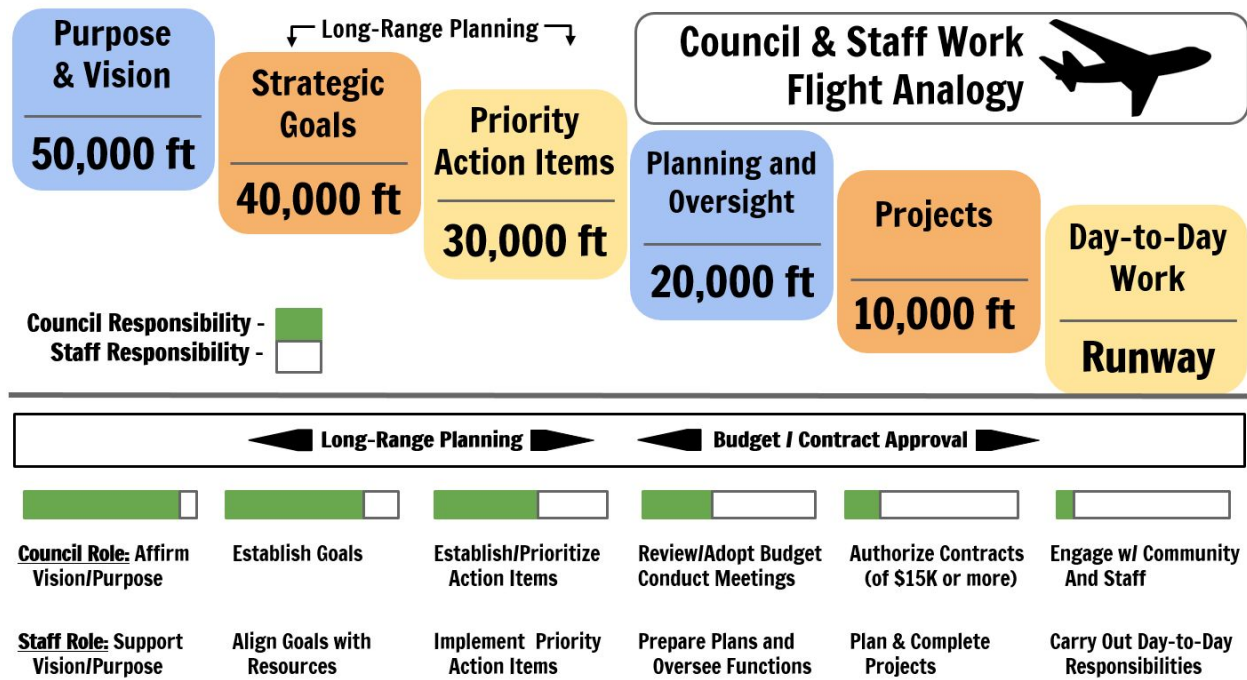 Purpose
& Vision
50,000 ft
Long-Range Planning
Strategic
Goals
40,000 ft
Priority
Action Items
30,000 ft
Council & Staff Work
Flight Analogy
Planning and
Oversight
20,000 ft
Projects
10,000 ft
Day-to-Day
Work
Runway
Council Responsibility -
Staff Responsibility -
Long-Range Planning
Budget / Contract Approval
Council Role: Affirm
Vision/Purpose
Establish Goals
Establish/Prioritize
Action Items
Review/Adopt Budget
Conduct Meetings
Authorize Contracts
(of $15K or more)
Engage w/ Community
And Staff
Staff Role: Support
Vision/Purpose
Align Goals with
Resources
Implement Priority
Action Items
Prepare Plans and
Oversee Functions
Plan & Complete
Projects
Carry Out Day-to-Day
Responsibilities